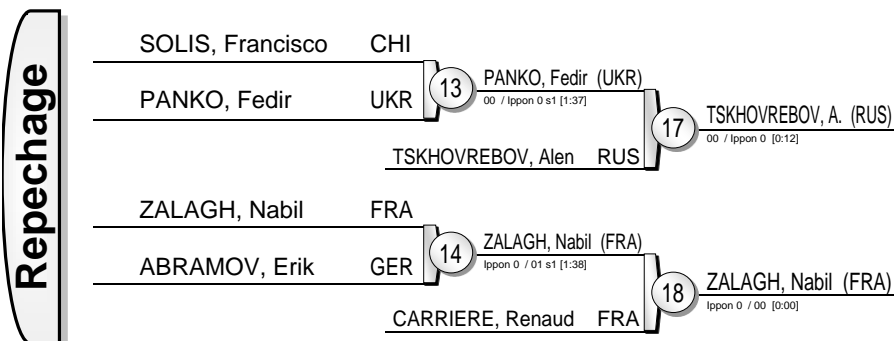 Repechage
SOLIS, Francisco CHI
PANKO, Fedir UKR
13
PANKO, Fedir (UKR)
00 / Ippon 0 s1 [1:37]
TSKHOVREBOV, Alen RUS
17
TSKHOVREBOV, A. (RUS)
00 / Ippon 0 [0:12]
ZALAGH, Nabil FRA
ABRAMOV, Erik GER
14
ZALAGH, Nabil (FRA)
Ippon 0 / 01 s1 [1:38]
CARRIERE, Renaud FRA
18
ZALAGH, Nabil (FRA)
Ippon 0 / 00 [0:00]